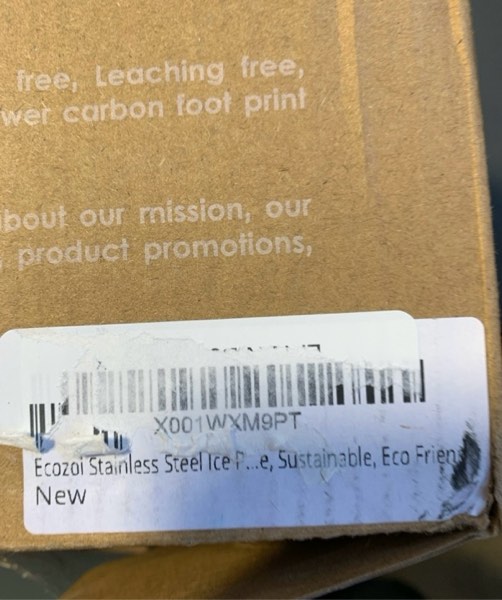 free, Leaching free,
wer carbon foot print
bout our mission, our
, product promotions,
X001WXM9PT
Ecozoi Stainless Steel Ice P...e, Sustainable, Eco Frien
New